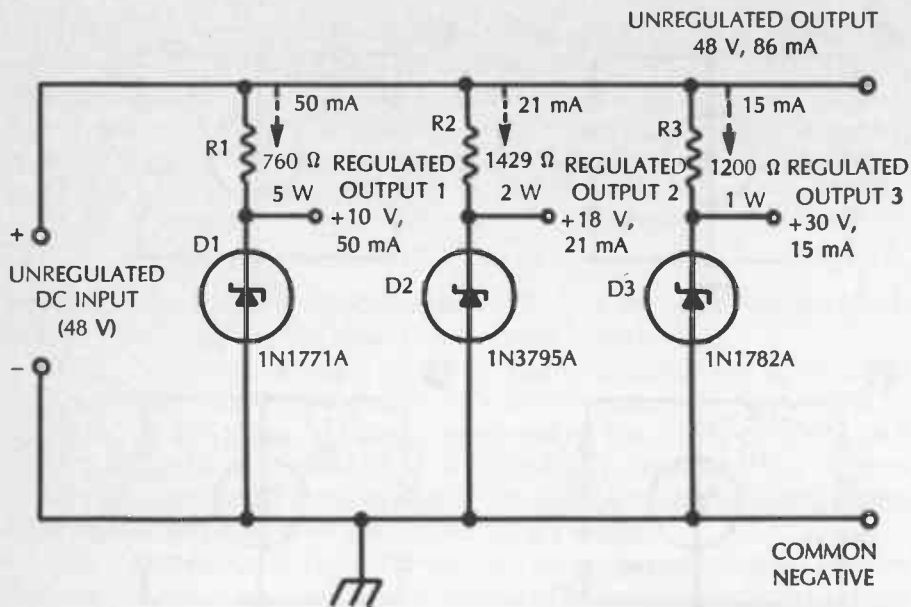 UNREGULATED OUTPUT
48 V, 86 mA
50 mA
21 mA
15 mA
R1
760 Ω
5 W
REGULATED
OUTPUT 1
+10 V,
50 mA
R2
1429 Ω
2 W
REGULATED
OUTPUT 2
+18 V,
21 mA
R3
1200 Ω
1 W
REGULATED
OUTPUT 3
+30 V,
15 mA
+
UNREGULATED
DC INPUT
(48 V)
–
D1
1N1771A
D2
1N3795A
D3
1N1782A
COMMON
NEGATIVE